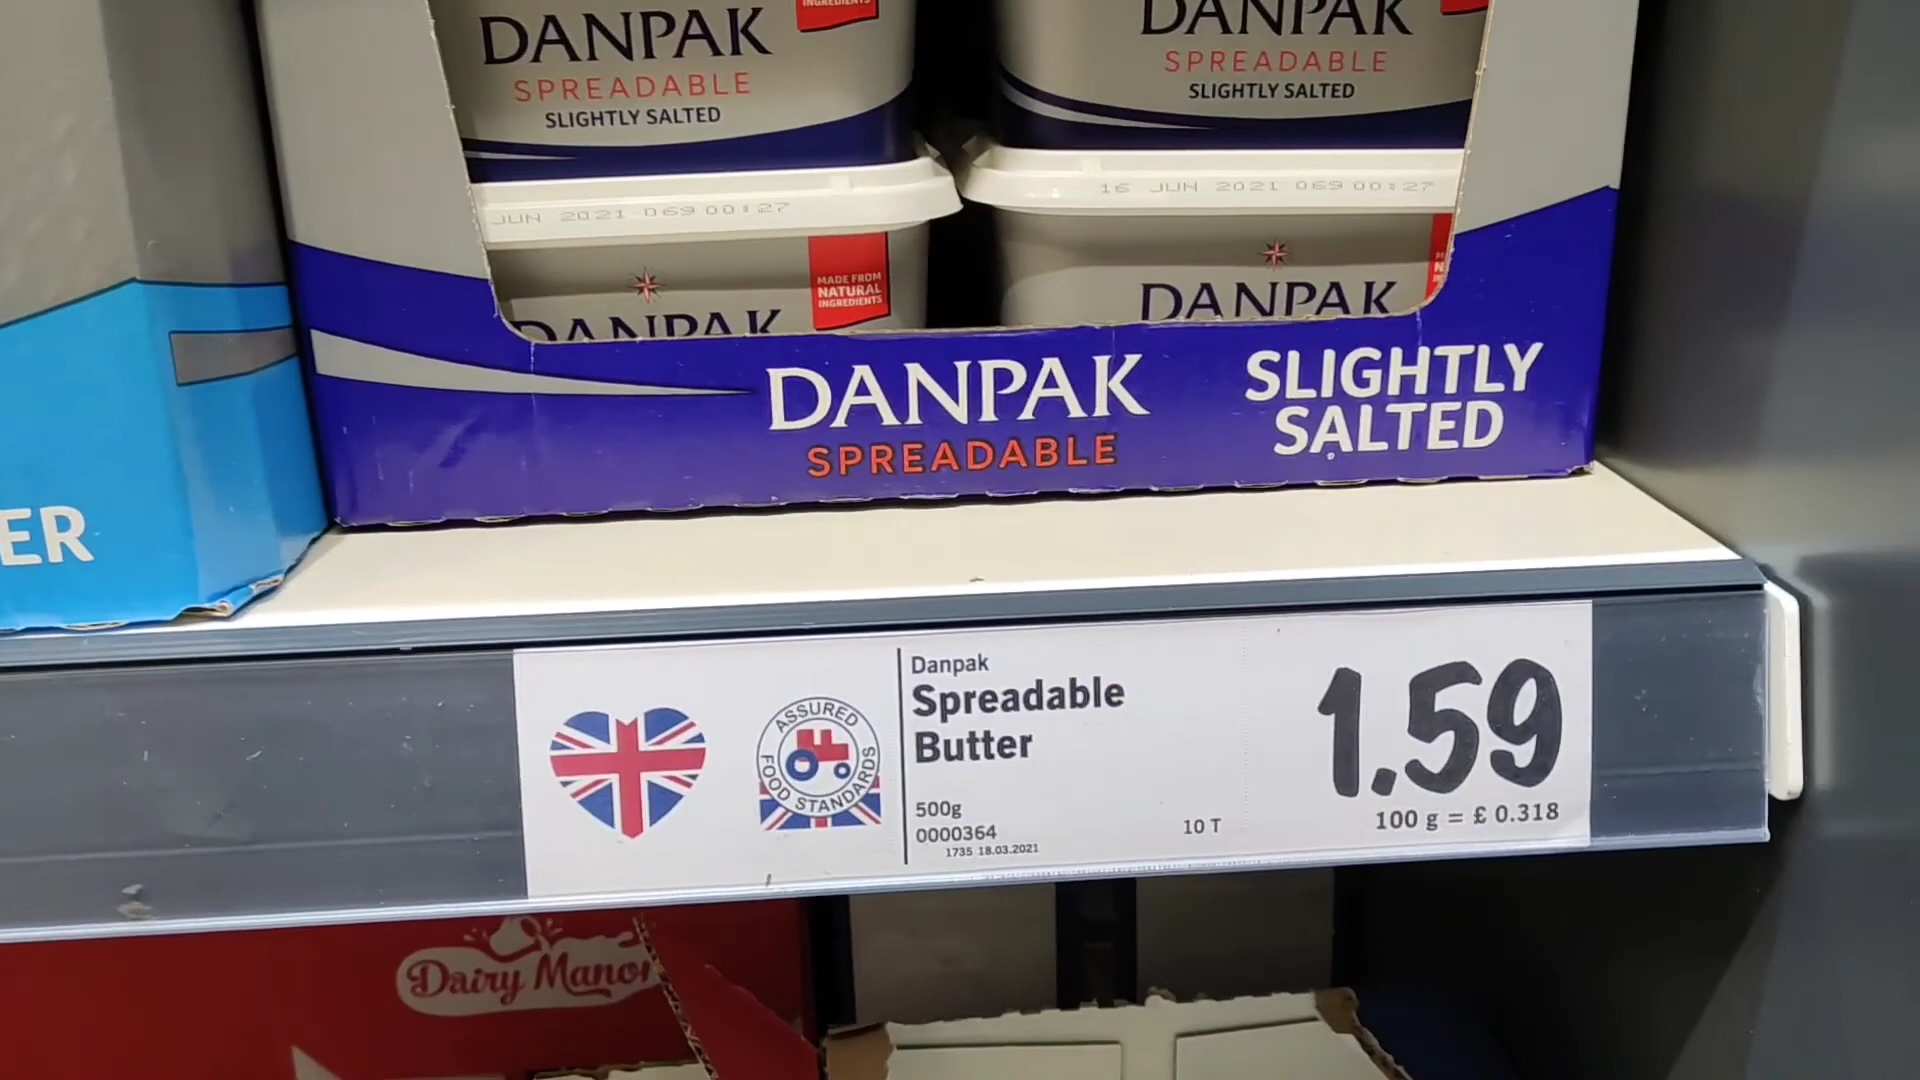 DANPAK
SPREADABLE
SLIGHTLY SALTED
INGREDIENTS
DANPAK
SPREADABLE
SLIGHTLY SALTED
JUN 2021 069 00:27
16 JUN 2021 069 00:27
MADE FROM
NATURAL
INGREDIENTS
DANPAK
DANPAK
DANPAK
SPREADABLE
SLIGHTLY
SALTED
ER
ASSURED
FOOD STANDARDS
Danpak
Spreadable
Butter
500g
0000364
1735 18.03.2021
10 T
1.59
100 g = £ 0.318
Dairy Manor